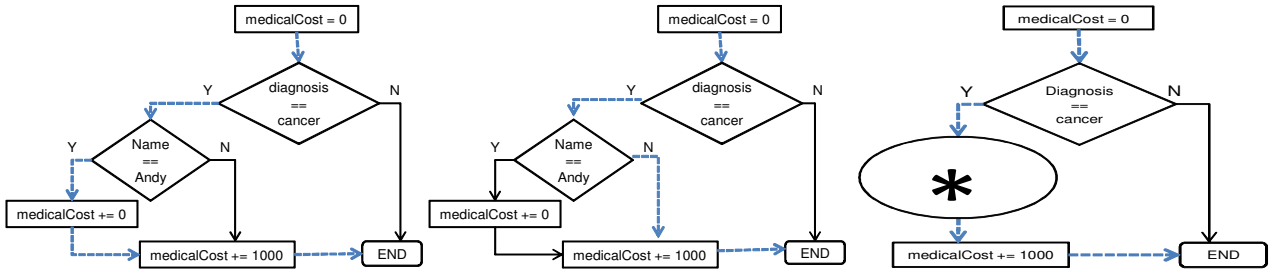 medicalCost = 0
diagnosis
==
cancer
Y
N
Name
==
Andy
Y
N
medicalCost += 0
medicalCost += 1000
END
medicalCost = 0
diagnosis
==
cancer
Y
N
Name
==
Andy
Y
N
medicalCost += 0
medicalCost += 1000
END
medicalCost = 0
Diagnosis
==
cancer
Y
N
*
medicalCost += 1000
END